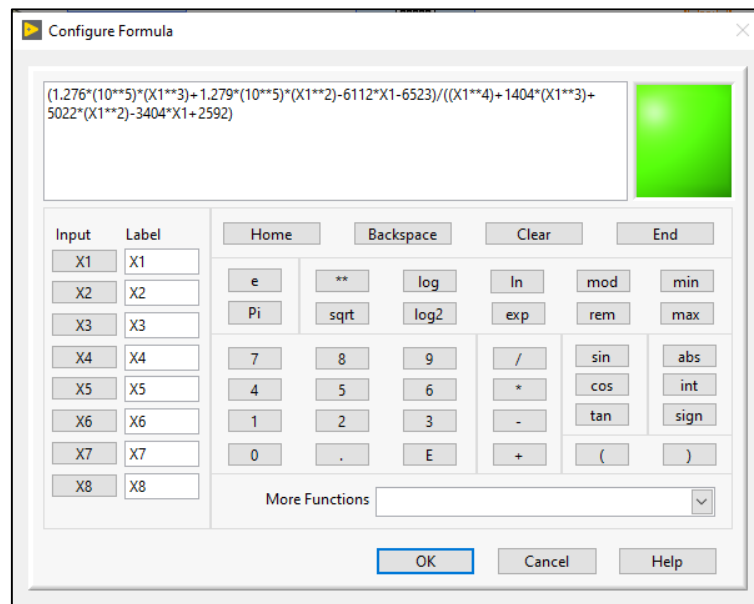 Configure Formula
(1.276*(10**5)*(X1**3)+1.279*(10**5)*(X1**2)-6112*X1-6523)/((X1**4)+1404*(X1**3)+
5022*(X1**2)-3404*X1+2592)
Input Label
X1 X1
X2 X2
X3 X3
X4 X4
X5 X5
X6 X6
X7 X7
X8 X8
Home Backspace Clear End
e ** log ln mod min
Pi sqrt log2 exp rem max
7 8 9 / sin abs
4 5 6 * cos int
1 2 3 - tan sign
0 . E + ( )
More Functions
OK Cancel Help